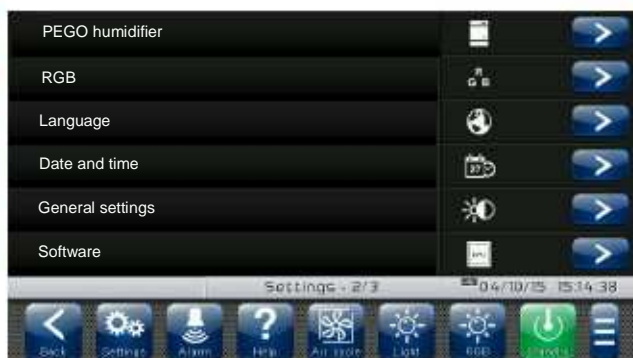 PEGO humidifier
RGB
Language
Date and time
General settings
Software
Settings - 2/3 04/10/15 15:14:38
Back Settings Alarm Help Air cycle Light RGB Standby